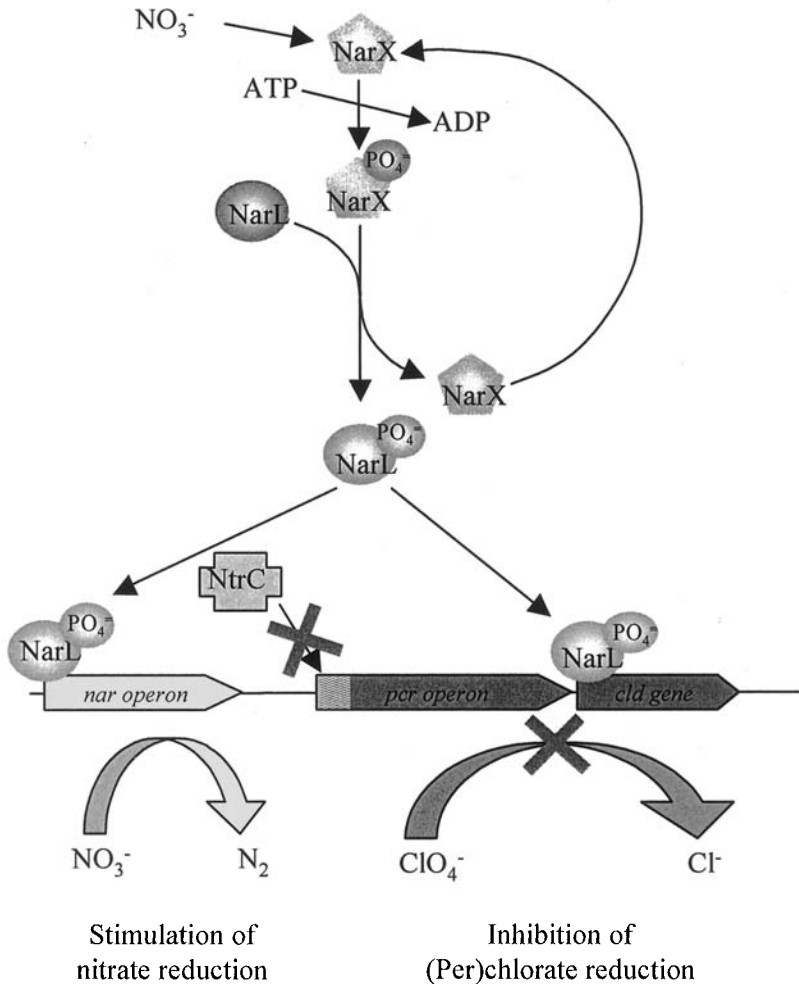 NO₃⁻
NarX
ATP
ADP
PO₄⁼
NarX
NarL
NarX
PO₄⁼
NarL
NtrC
PO₄⁼
NarL
PO₄⁼
NarL
nar operon
pcr operon
cld gene
NO₃⁻
N₂
ClO₄⁻
Cl⁻
Stimulation of
nitrate reduction
Inhibition of
(Per)chlorate reduction